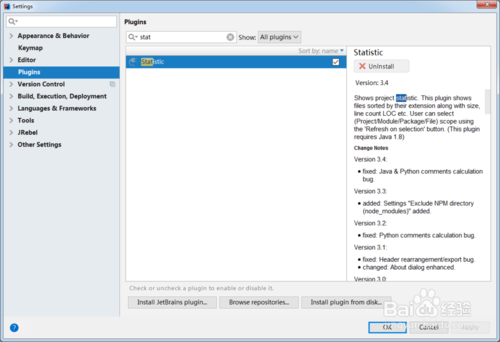 Settings
Plugins
Appearance & Behavior
Keymap
Editor
Plugins
Version Control
Build, Execution, Deployment
Languages & Frameworks
Tools
JRebel
Other Settings
stat
Show: All plugins
Sort by: name
Statistic
Check or uncheck a plugin to enable or disable it.
Install JetBrains plugin...
Browse repositories...
Install plugin from disk...
Statistic
Uninstall
Version: 3.4
Shows project statistic. This plugin shows
files sorted by their extension along with size,
line count LOC etc. User can select
(Project/Module/Package/File) scope using
the 'Refresh on selection' button. (This plugin
requires Java 1.8)
Change Notes
Version 3.4:
• fixed: Java & Python comments calculation
bug.
Version 3.3:
• added: Settings "Exclude NPM directory
(node_modules)" added.
Version 3.2:
• fixed: Python comments calculation bug.
Version 3.1:
• fixed: Header rearrangement/export bug.
• changed: About dialog enhanced.
Version 3.0:
OK
Cancel
Apply
Baidu经验